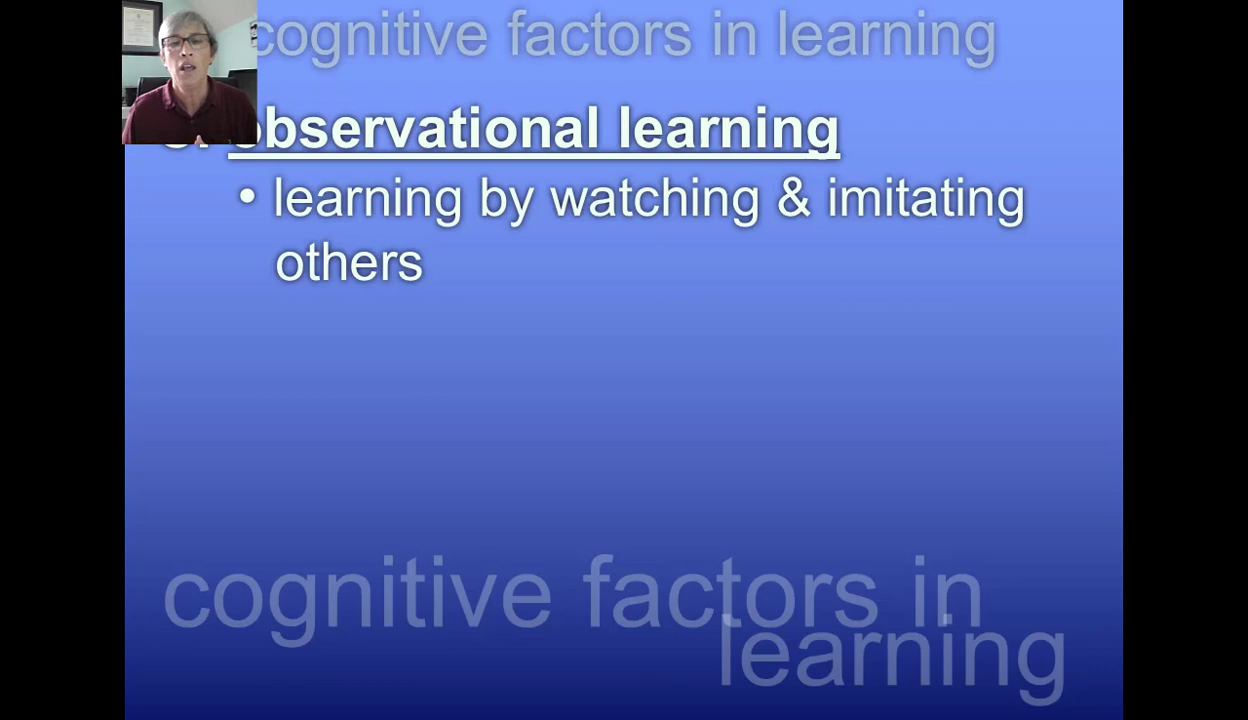 cognitive factors in learning
observational learning
• learning by watching & imitating
others
cognitive factors in
learning